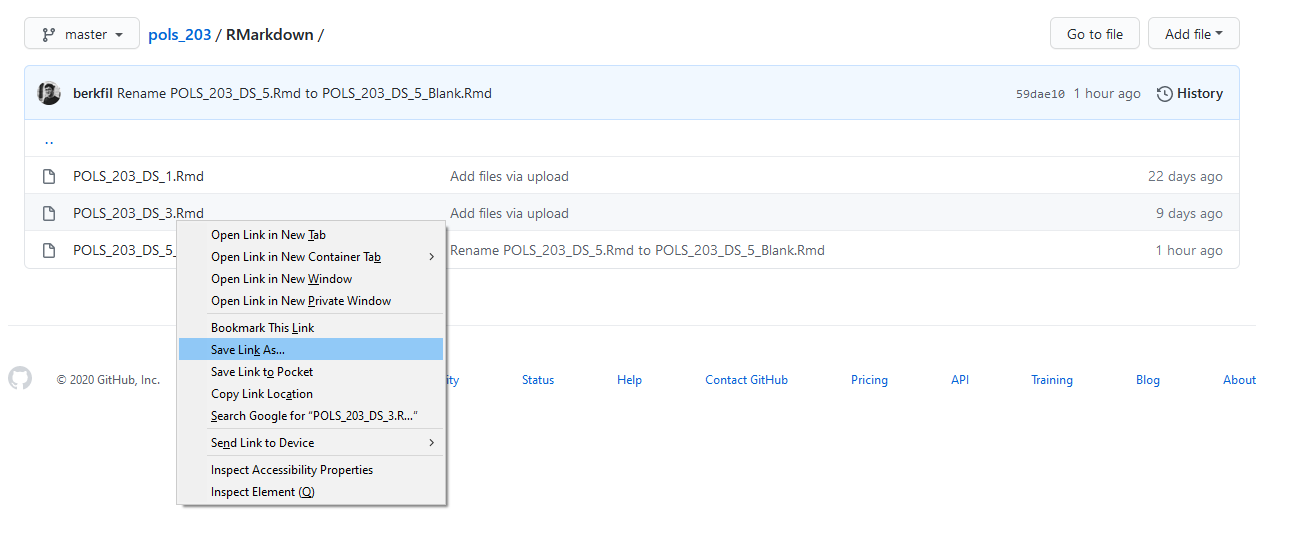 master pols_203 / RMarkdown / Go to file Add file
berkfil Rename POLS_203_DS_5.Rmd to POLS_203_DS_5_Blank.Rmd 59dae10 1 hour ago History
..
POLS_203_DS_1.Rmd Add files via upload 22 days ago
POLS_203_DS_3.Rmd Add files via upload 9 days ago
POLS_203_DS_5_ Rename POLS_203_DS_5.Rmd to POLS_203_DS_5_Blank.Rmd 1 hour ago
Open Link in New Tab
Open Link in New Container Tab
Open Link in New Window
Open Link in New Private Window
Bookmark This Link
Save Link As...
Save Link to Pocket
Copy Link Location
Search Google for “POLS_203_DS_3.R...”
Send Link to Device
Inspect Accessibility Properties
Inspect Element (Q)
© 2020 GitHub, Inc. ity Status Help Contact GitHub Pricing API Training Blog About